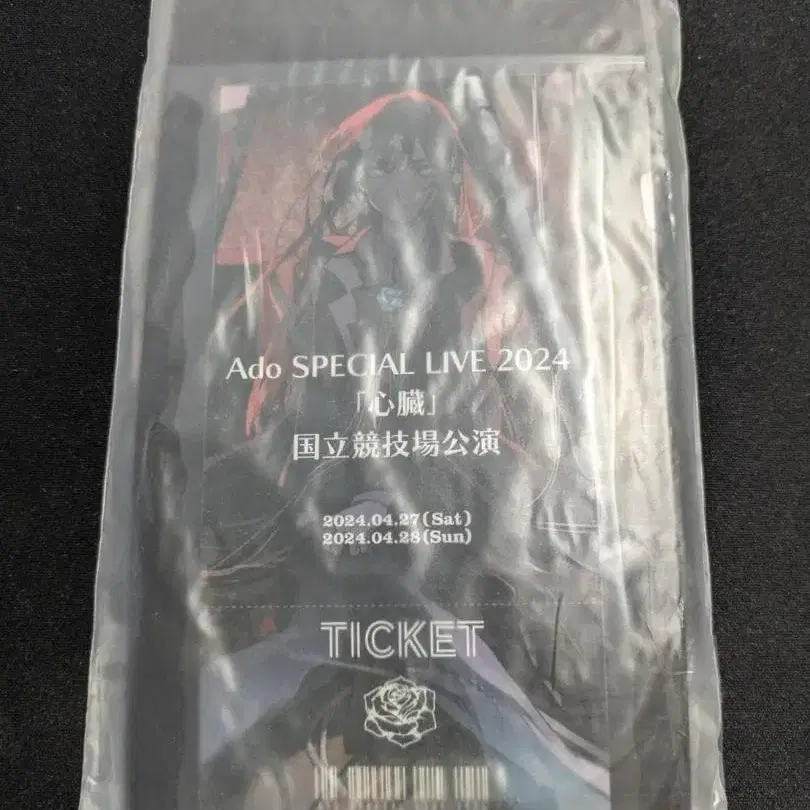 Ado SPECIAL LIVE 2024
「心臓」
国立競技場公演
2024.04.27(Sat)
2024.04.28(Sun)
TICKET